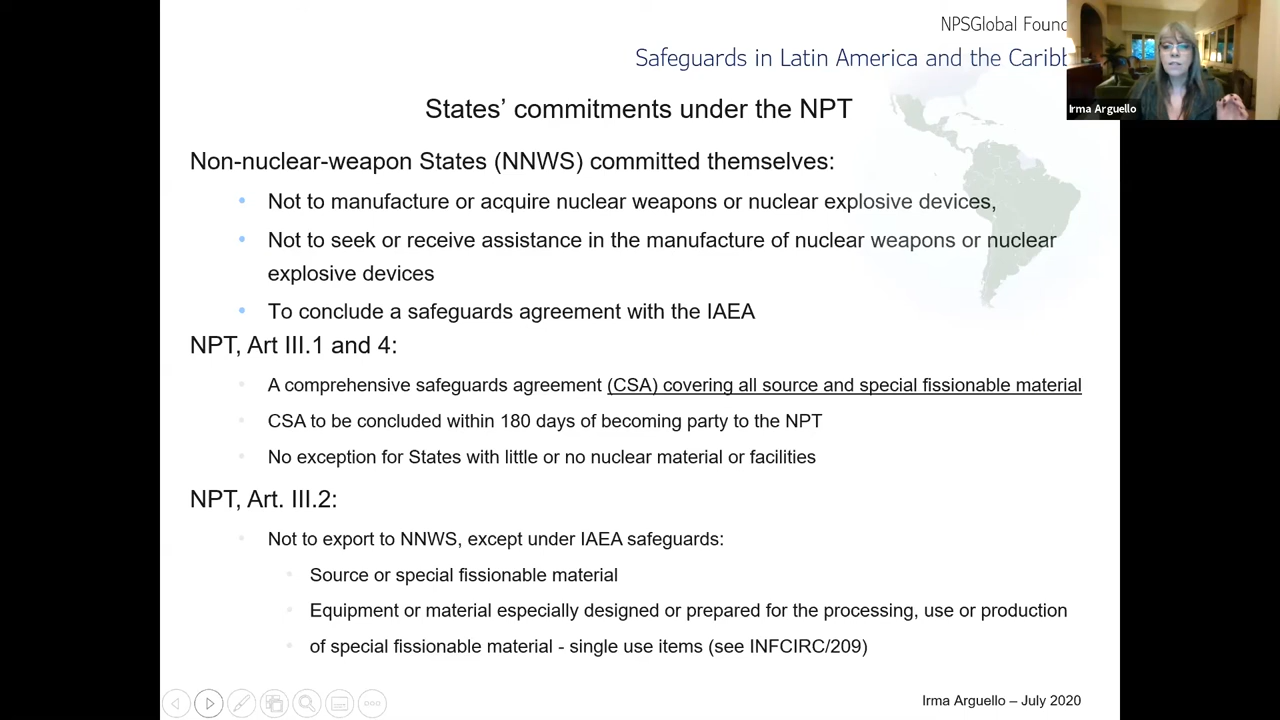 NPSGlobal Found
Safeguards in Latin America and the Caribb
Irma Arguello
States’ commitments under the NPT
Non-nuclear-weapon States (NNWS) committed themselves:
• Not to manufacture or acquire nuclear weapons or nuclear explosive devices,
• Not to seek or receive assistance in the manufacture of nuclear weapons or nuclear
explosive devices
• To conclude a safeguards agreement with the IAEA
NPT, Art III.1 and 4:
• A comprehensive safeguards agreement (CSA) covering all source and special fissionable material
• CSA to be concluded within 180 days of becoming party to the NPT
• No exception for States with little or no nuclear material or facilities
NPT, Art. III.2:
• Not to export to NNWS, except under IAEA safeguards:
• Source or special fissionable material
• Equipment or material especially designed or prepared for the processing, use or production
• of special fissionable material - single use items (see INFCIRC/209)
Irma Arguello – July 2020